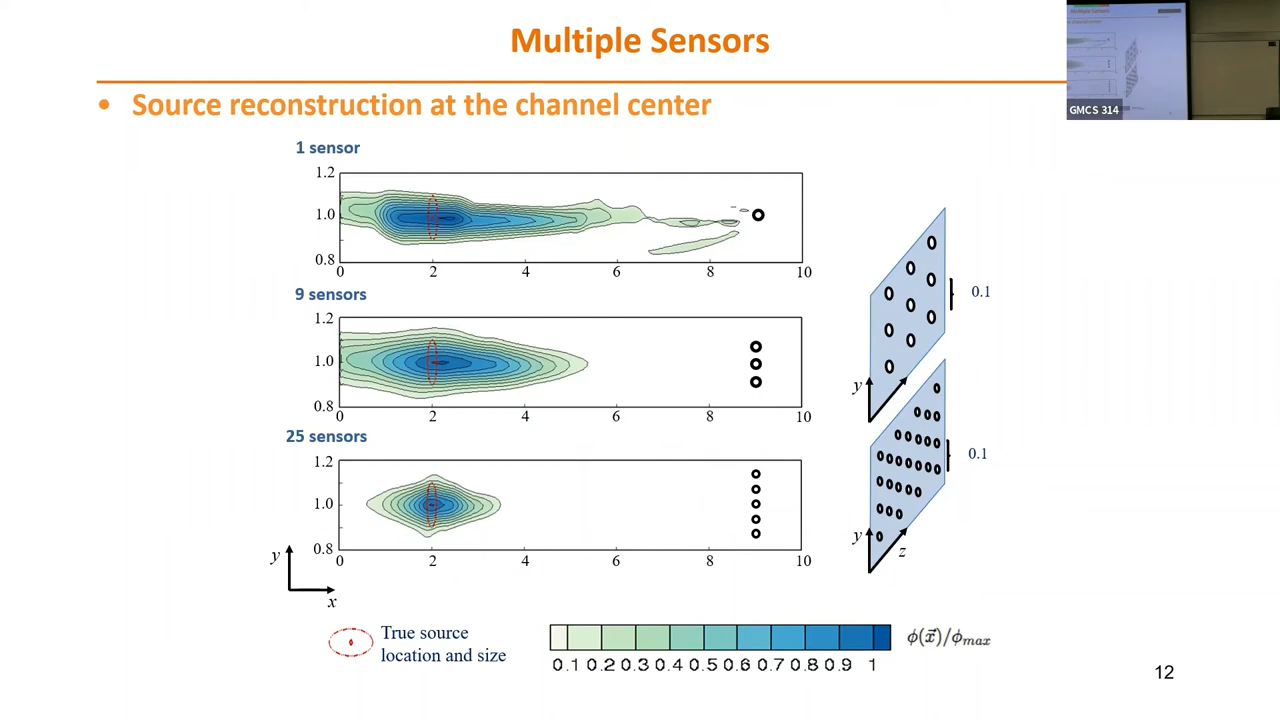 Multiple Sensors
Multiple Sensors
GMCS 314
• Source reconstruction at the channel center
1 sensor
1.2
1.0
0.8
0 2 4 6 8 10
9 sensors
1.2
1.0
0.8
0 2 4 6 8 10
25 sensors
1.2
1.0
0.8
0 2 4 6 8 10
y
x
0.1
y
0.1
y
z
True source
location and size
0.1 0.2 0.3 0.4 0.5 0.6 0.7 0.8 0.9 1
ϕ(x⃗)/ϕmax
12